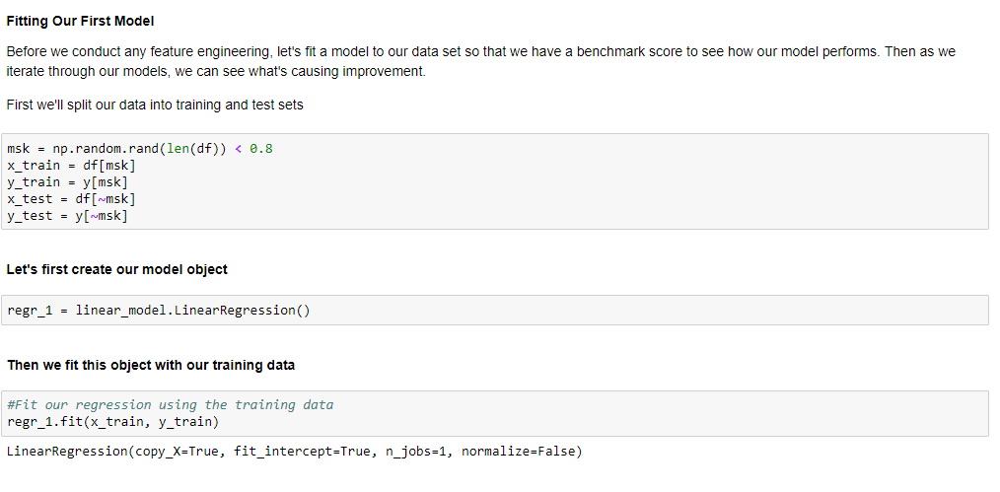 Fitting Our First Model
Before we conduct any feature engineering, let's fit a model to our data set so that we have a benchmark score to see how our model performs. Then as we
iterate through our models, we can see what's causing improvement.
First we'll split our data into training and test sets
msk = np.random.rand(len(df)) < 0.8
x_train = df[msk]
y_train = y[msk]
x_test = df[~msk]
y_test = y[~msk]
Let's first create our model object
regr_1 = linear_model.LinearRegression()
Then we fit this object with our training data
#Fit our regression using the training data
regr_1.fit(x_train, y_train)
LinearRegression(copy_X=True, fit_intercept=True, n_jobs=1, normalize=False)